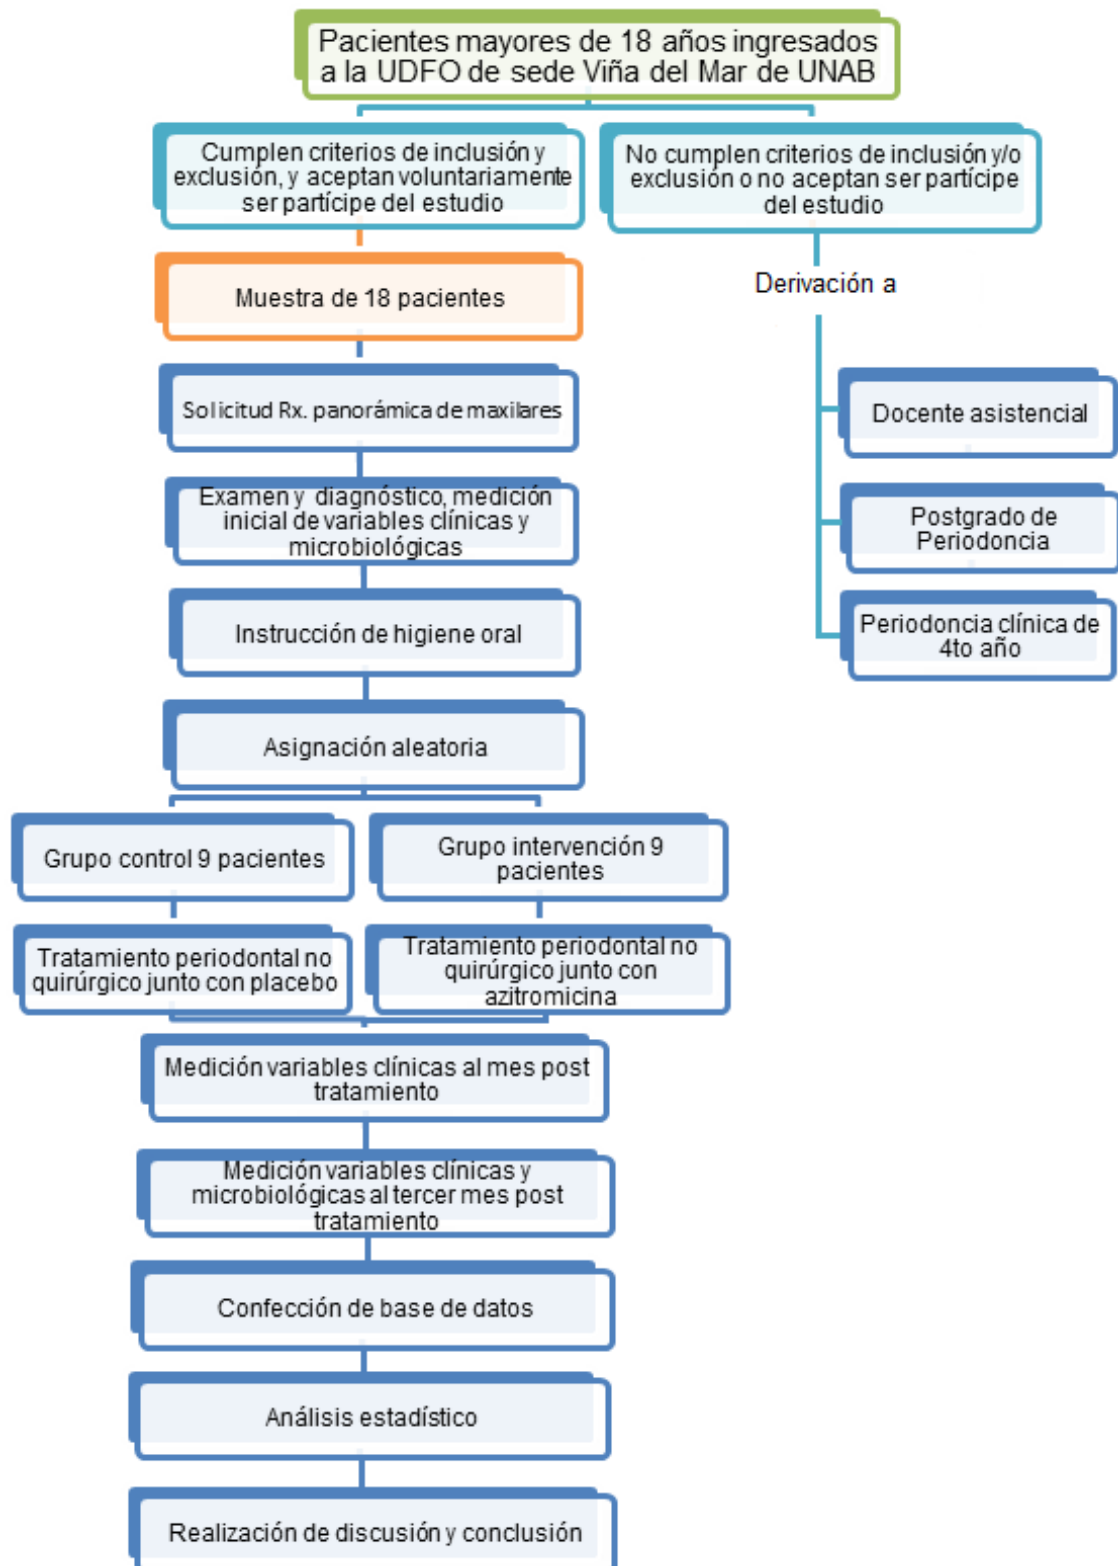 Pacientes mayores de 18 años ingresados
a la UDFO de sede Viña del Mar de UNAB
Cumplen criterios de inclusión y
exclusión, y aceptan voluntariamente
ser partícipe del estudio
No cumplen criterios de inclusión y/o
exclusión o no aceptan ser partícipe
del estudio
Muestra de 18 pacientes
Derivación a
Solicitud Rx. panorámica de maxilares
Docente asistencial
Examen y diagnóstico, medición
inicial de variables clínicas y
microbiológicas
Postgrado de
Periodoncia
Instrucción de higiene oral
Periodoncia clínica de
4to año
Asignación aleatoria
Grupo control 9 pacientes
Grupo intervención 9
pacientes
Tratamiento periodontal no
quirúrgico junto con placebo
Tratamiento periodontal no
quirúrgico junto con
azitromicina
Medición variables clínicas al mes post
tratamiento
Medición variables clínicas y
microbiológicas al tercer mes post
tratamiento
Confección de base de datos
Análisis estadístico
Realización de discusión y conclusión